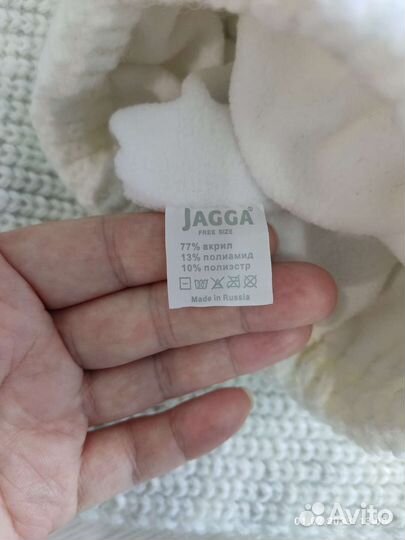 JAGGA®
FREE SIZE
77% акрил
13% полиамид
10% полиэстр
Made in Russia
Avito